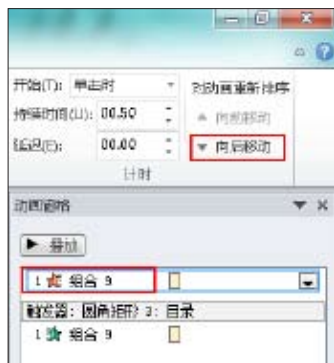 开始(T): 单击时
对动画重新排序
持续时间(U): 00.50
向前移动
延迟(E): 00.00
向后移动
计时
动画窗格
播放
1 组合 9
触发器: 圆角矩形 3: 目录
1 组合 9